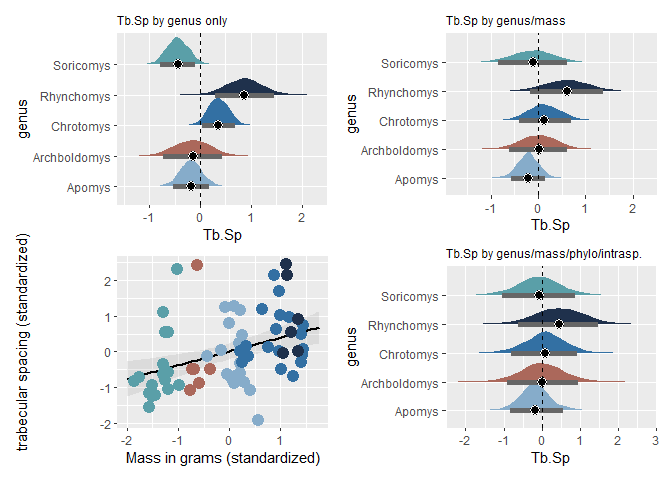 Tb.Sp by genus only
genus
Soricomys
Rhynchomys
Chrotomys
Archboldomys
Apomys
-1 0 1 2
Tb.Sp
Tb.Sp by genus/mass
genus
Soricomys
Rhynchomys
Chrotomys
Archboldomys
Apomys
-1 0 1 2
Tb.Sp
trabecular spacing (standardized)
2
1
0
-1
-2
-2 -1 0 1
Mass in grams (standardized)
Tb.Sp by genus/mass/phylo/intrasp.
Soricomys
Rhynchomys
Chrotomys
Archboldomys
Apomys
-2 -1 0 1 2 3
Tb.Sp